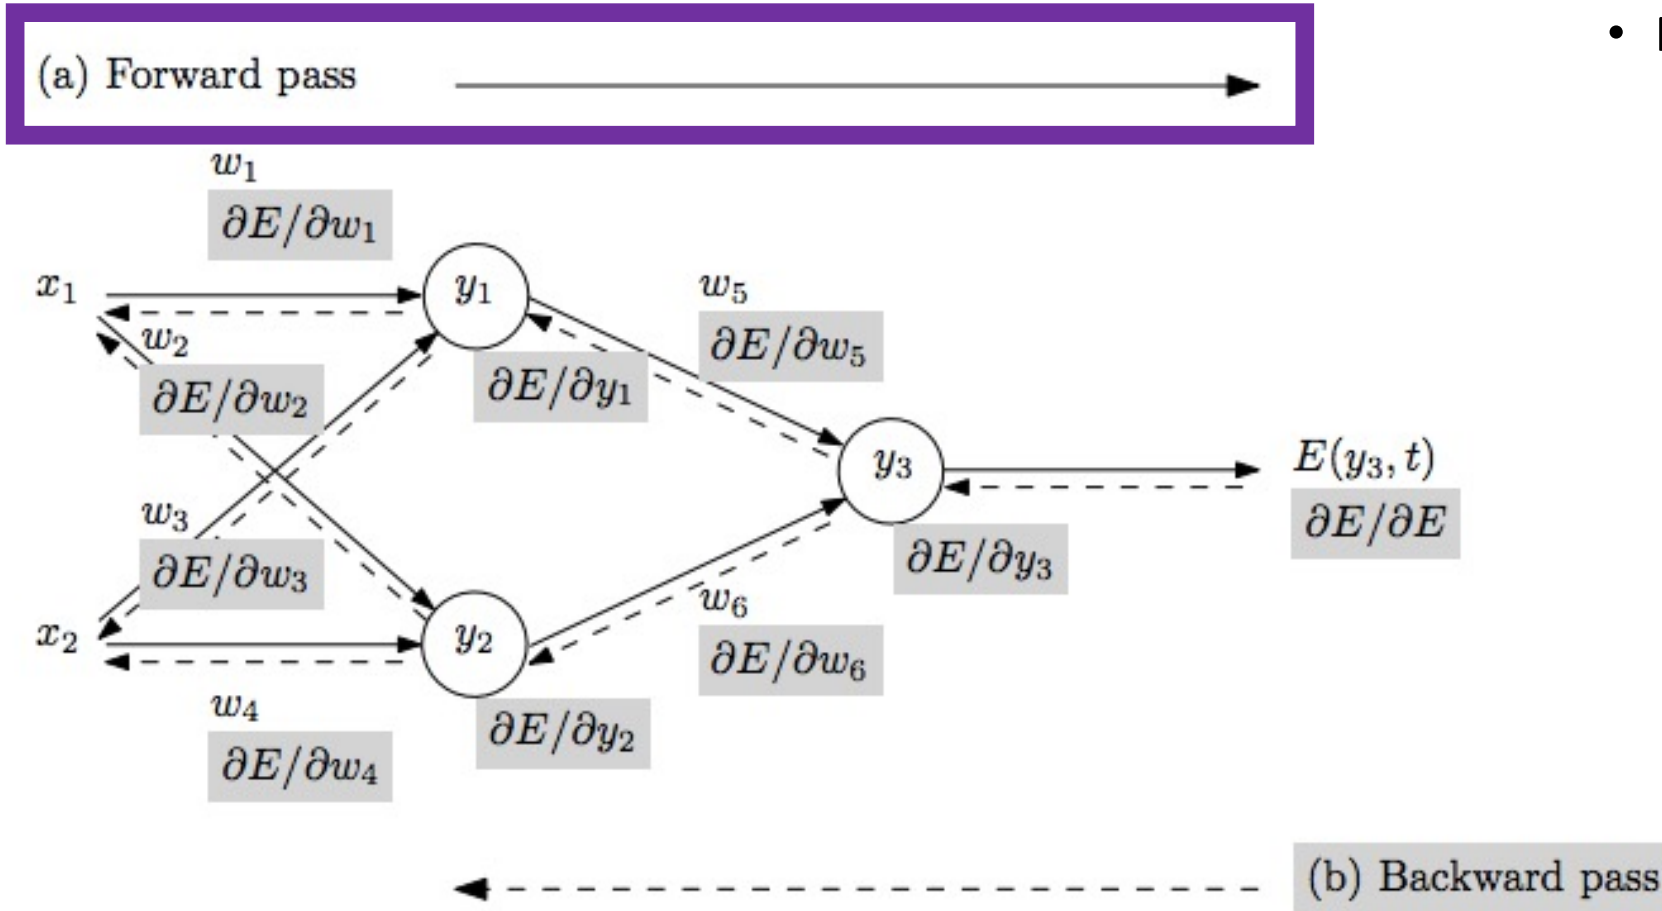 (a) Forward pass
•
w₁
∂E/∂w₁
x₁
y₁
w₅
∂E/∂w₅
w₂
∂E/∂w₂
∂E/∂y₁
y₃
E(y₃, t)
∂E/∂E
w₃
∂E/∂w₃
∂E/∂y₃
x₂
y₂
w₆
∂E/∂w₆
w₄
∂E/∂w₄
∂E/∂y₂
(b) Backward pass